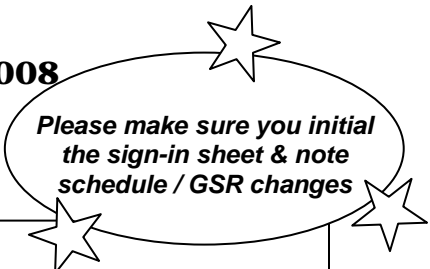 008
Please make sure you initial
the sign-in sheet & note
schedule / GSR changes